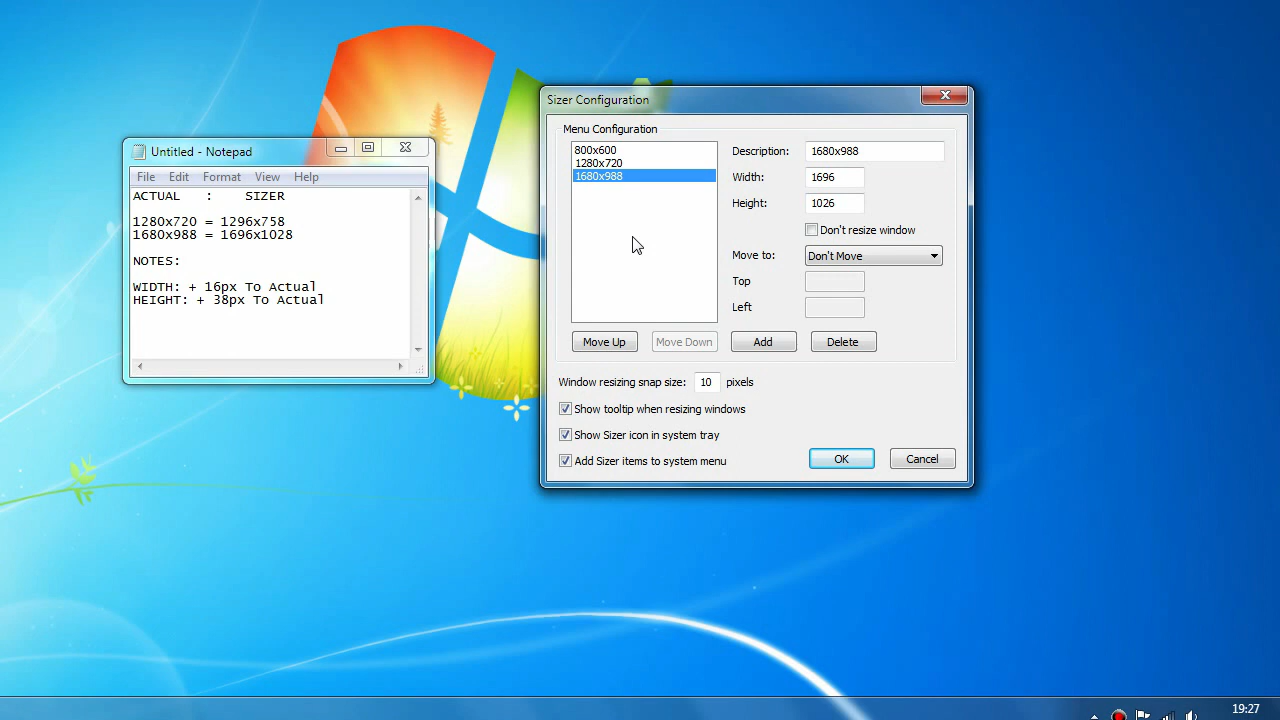 Untitled - Notepad
File Edit Format View Help
ACTUAL : SIZER
1280x720 = 1296x758
1680x988 = 1696x1028
NOTES:
WIDTH: + 16px To Actual
HEIGHT: + 38px To Actual
Sizer Configuration
Menu Configuration
800x600
1280x720
1680x988
Description: 1680x988
Width: 1696
Height: 1026
Don't resize window
Move to: Don't Move
Top
Left
Move Up Move Down Add Delete
Window resizing snap size: 10 pixels
Show tooltip when resizing windows
Show Sizer icon in system tray
Add Sizer items to system menu
OK Cancel
19:27